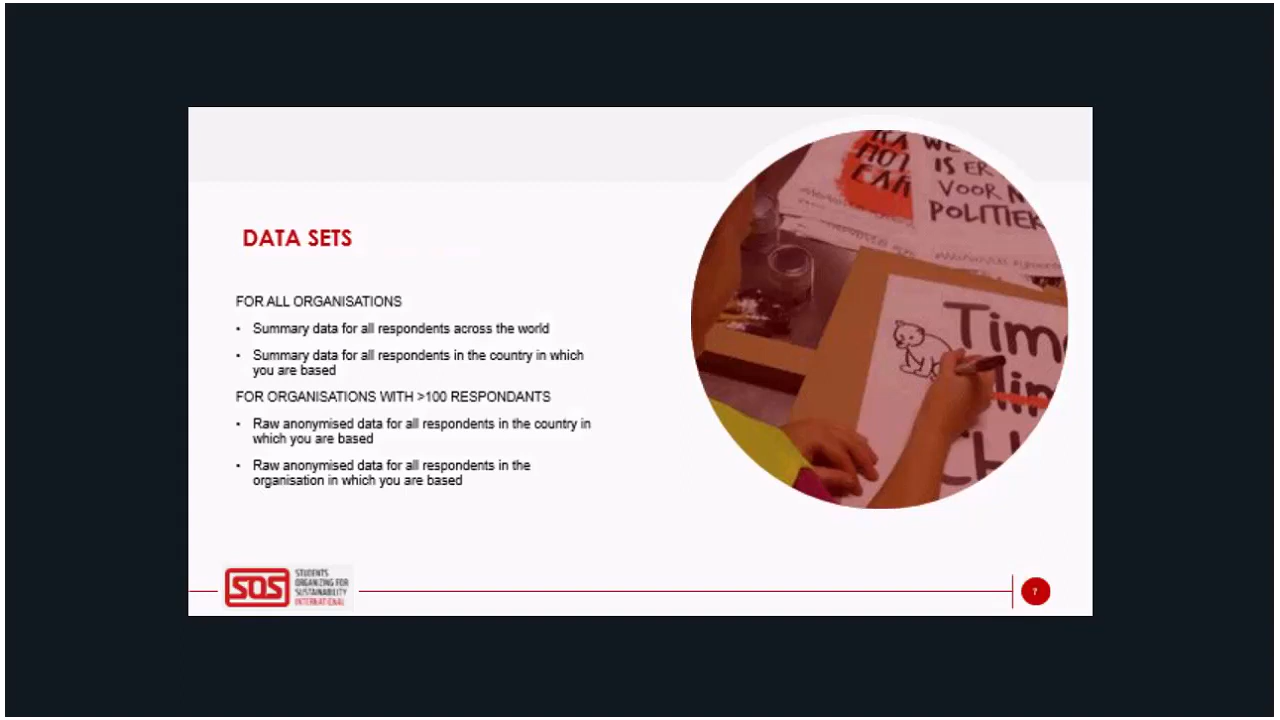 DATA SETS
FOR ALL ORGANISATIONS
• Summary data for all respondents across the world
• Summary data for all respondents in the country in which
you are based
FOR ORGANISATIONS WITH >100 RESPONDANTS
• Raw anonymised data for all respondents in the country in
which you are based
• Raw anonymised data for all respondents in the
organisation in which you are based
WE
IS ER
VOOR
POLITIEK
Tim
SOS
STUDENTS
ORGANIZING FOR
SUSTAINABILITY
INTERNATIONAL
7